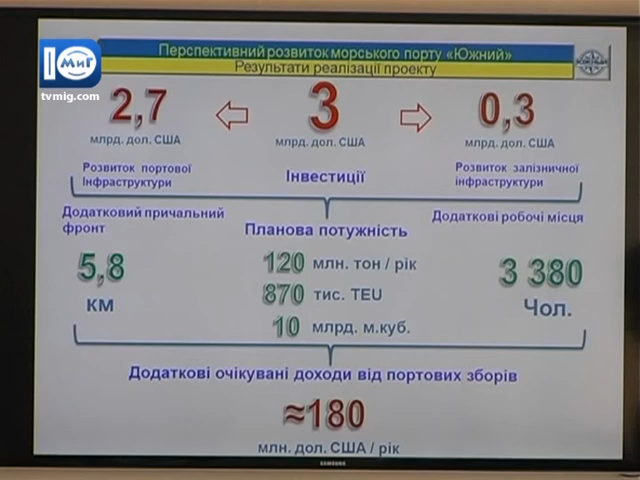 10 МиГ
tvmig.com
Перспективний розвиток морського порту «Южний»
Результати реалізації проекту
2,7
3
0,3
млрд. дол. США
млрд. дол. США
млрд. дол. США
Розвиток портової
інфраструктури
Інвестиції
Розвиток залізничної
інфраструктури
Додатковий причальний
фронт
Планова потужність
Додаткові робочі місця
5,8
км
120 млн. тон / рік
870 тис. TEU
10 млрд. м.куб.
3 380
Чол.
Додаткові очікувані доходи від портових зборів
≈180
млн. дол. США / рік
SAMSUNG